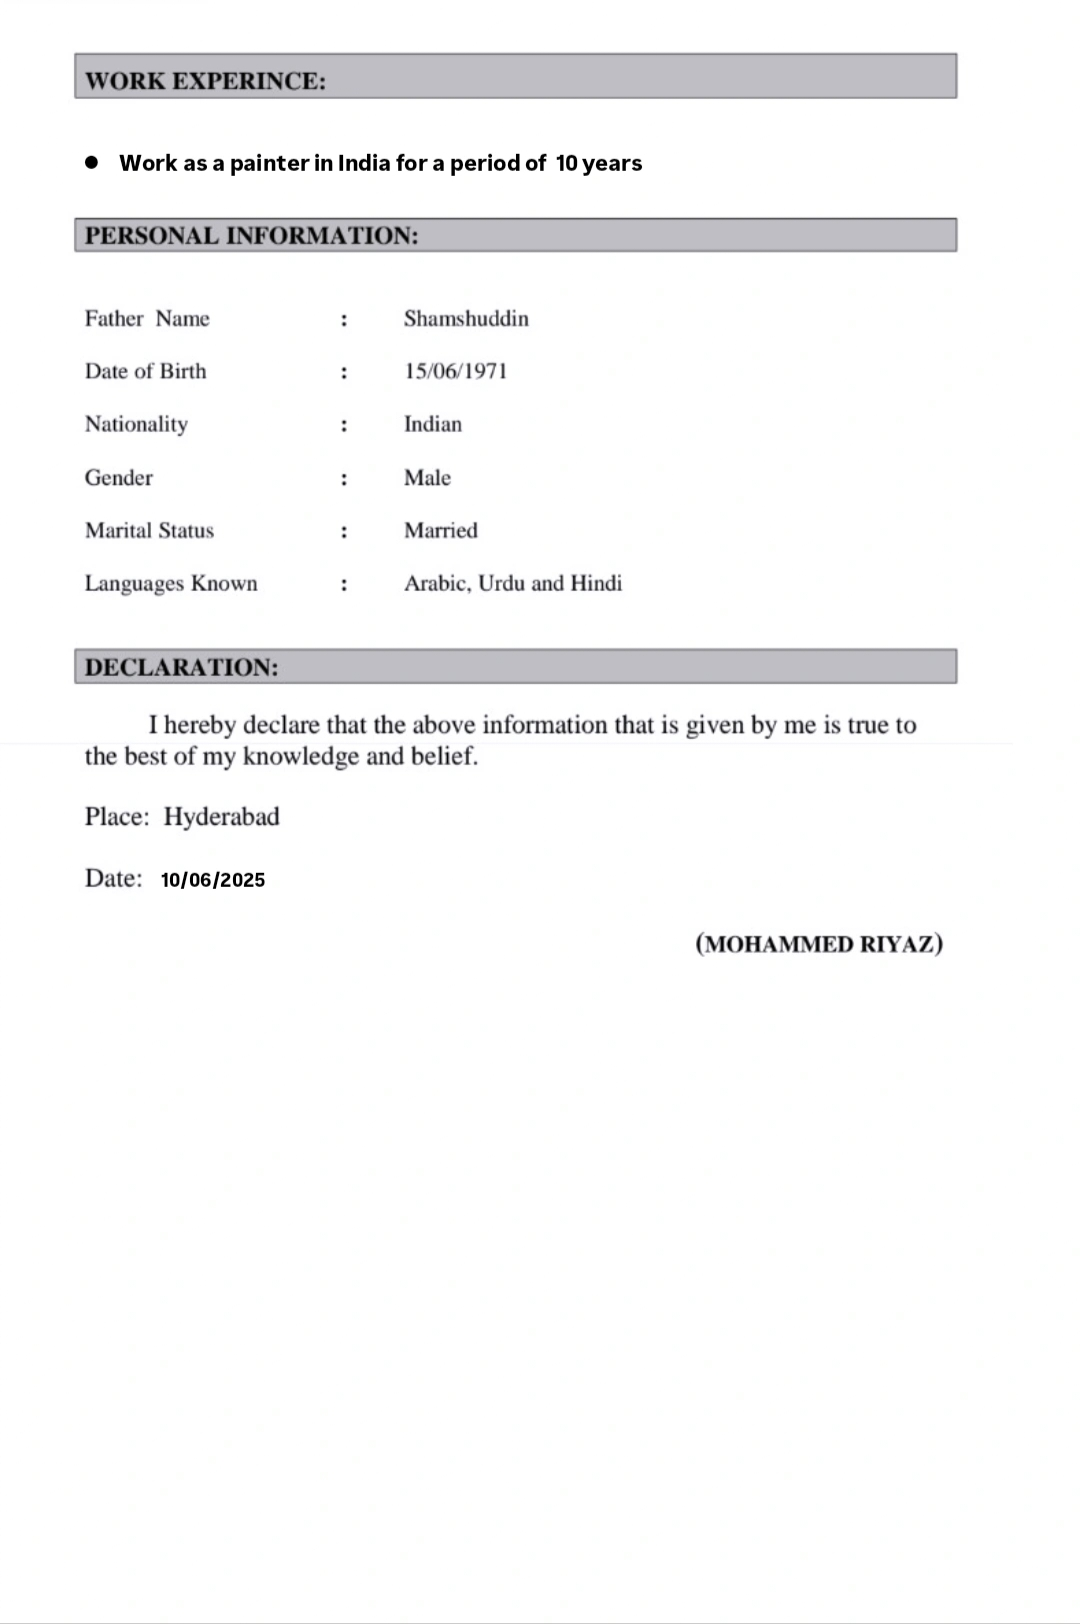 WORK EXPERINCE:
● Work as a painter in India for a period of 10 years
PERSONAL INFORMATION:
Father Name : Shamshuddin
Date of Birth : 15/06/1971
Nationality : Indian
Gender : Male
Marital Status : Married
Languages Known : Arabic, Urdu and Hindi
DECLARATION:
I hereby declare that the above information that is given by me is true to
the best of my knowledge and belief.
Place: Hyderabad
Date: 10/06/2025
(MOHAMMED RIYAZ)